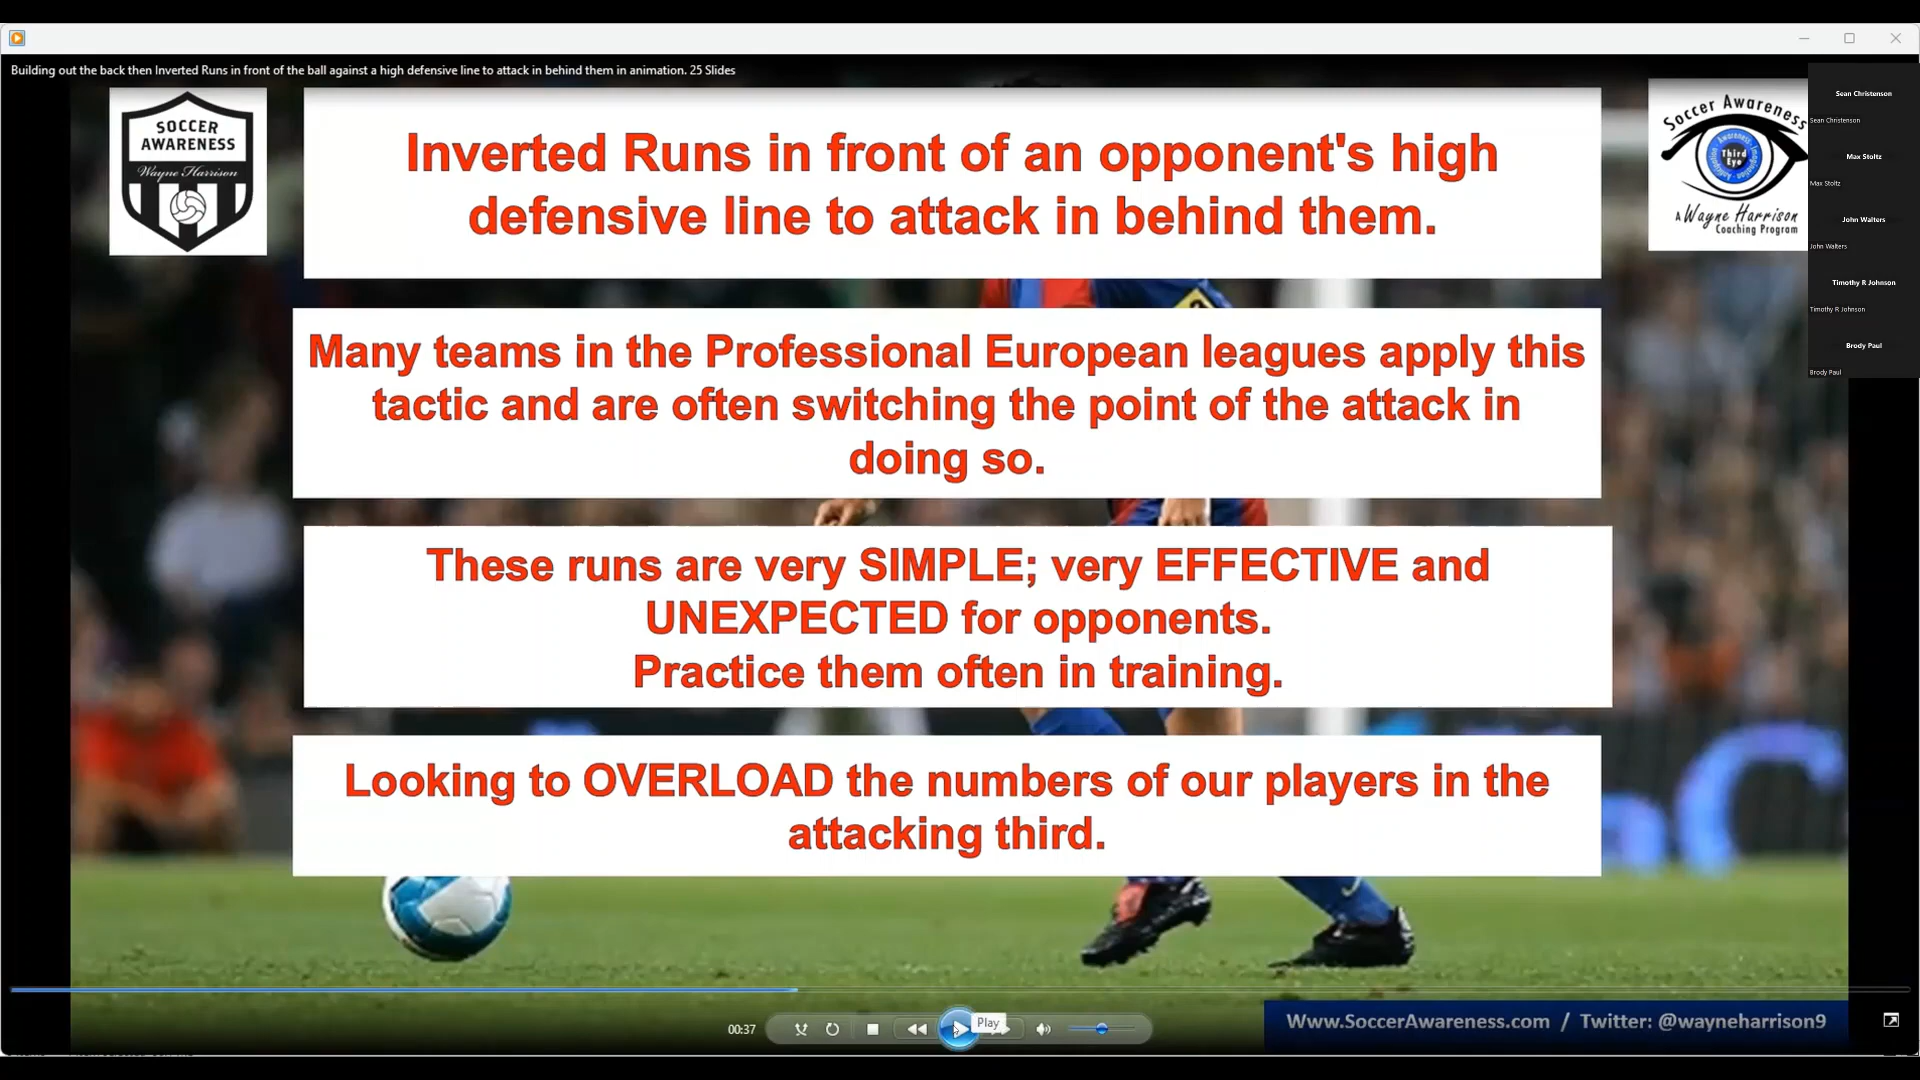 Building out the back then Inverted Runs in front of the ball against a high defensive line to attack in behind them in animation. 25 Slides
SOCCER
AWARENESS
Wayne Harrison
Inverted Runs in front of an opponent's high
defensive line to attack in behind them.
Soccer Awareness
Third
Eye
A Wayne Harrison
Coaching Program
Sean Christenson
Sean Christenson
Max Stoltz
Max Stoltz
John Walters
John Walters
Timothy R Johnson
Timothy R Johnson
Brody Paul
Brody Paul
Many teams in the Professional European leagues apply this
tactic and are often switching the point of the attack in
doing so.
These runs are very SIMPLE; very EFFECTIVE and
UNEXPECTED for opponents.
Practice them often in training.
Looking to OVERLOAD the numbers of our players in the
attacking third.
00:37
Play
Www.SoccerAwareness.com / Twitter: @wayneharrison9